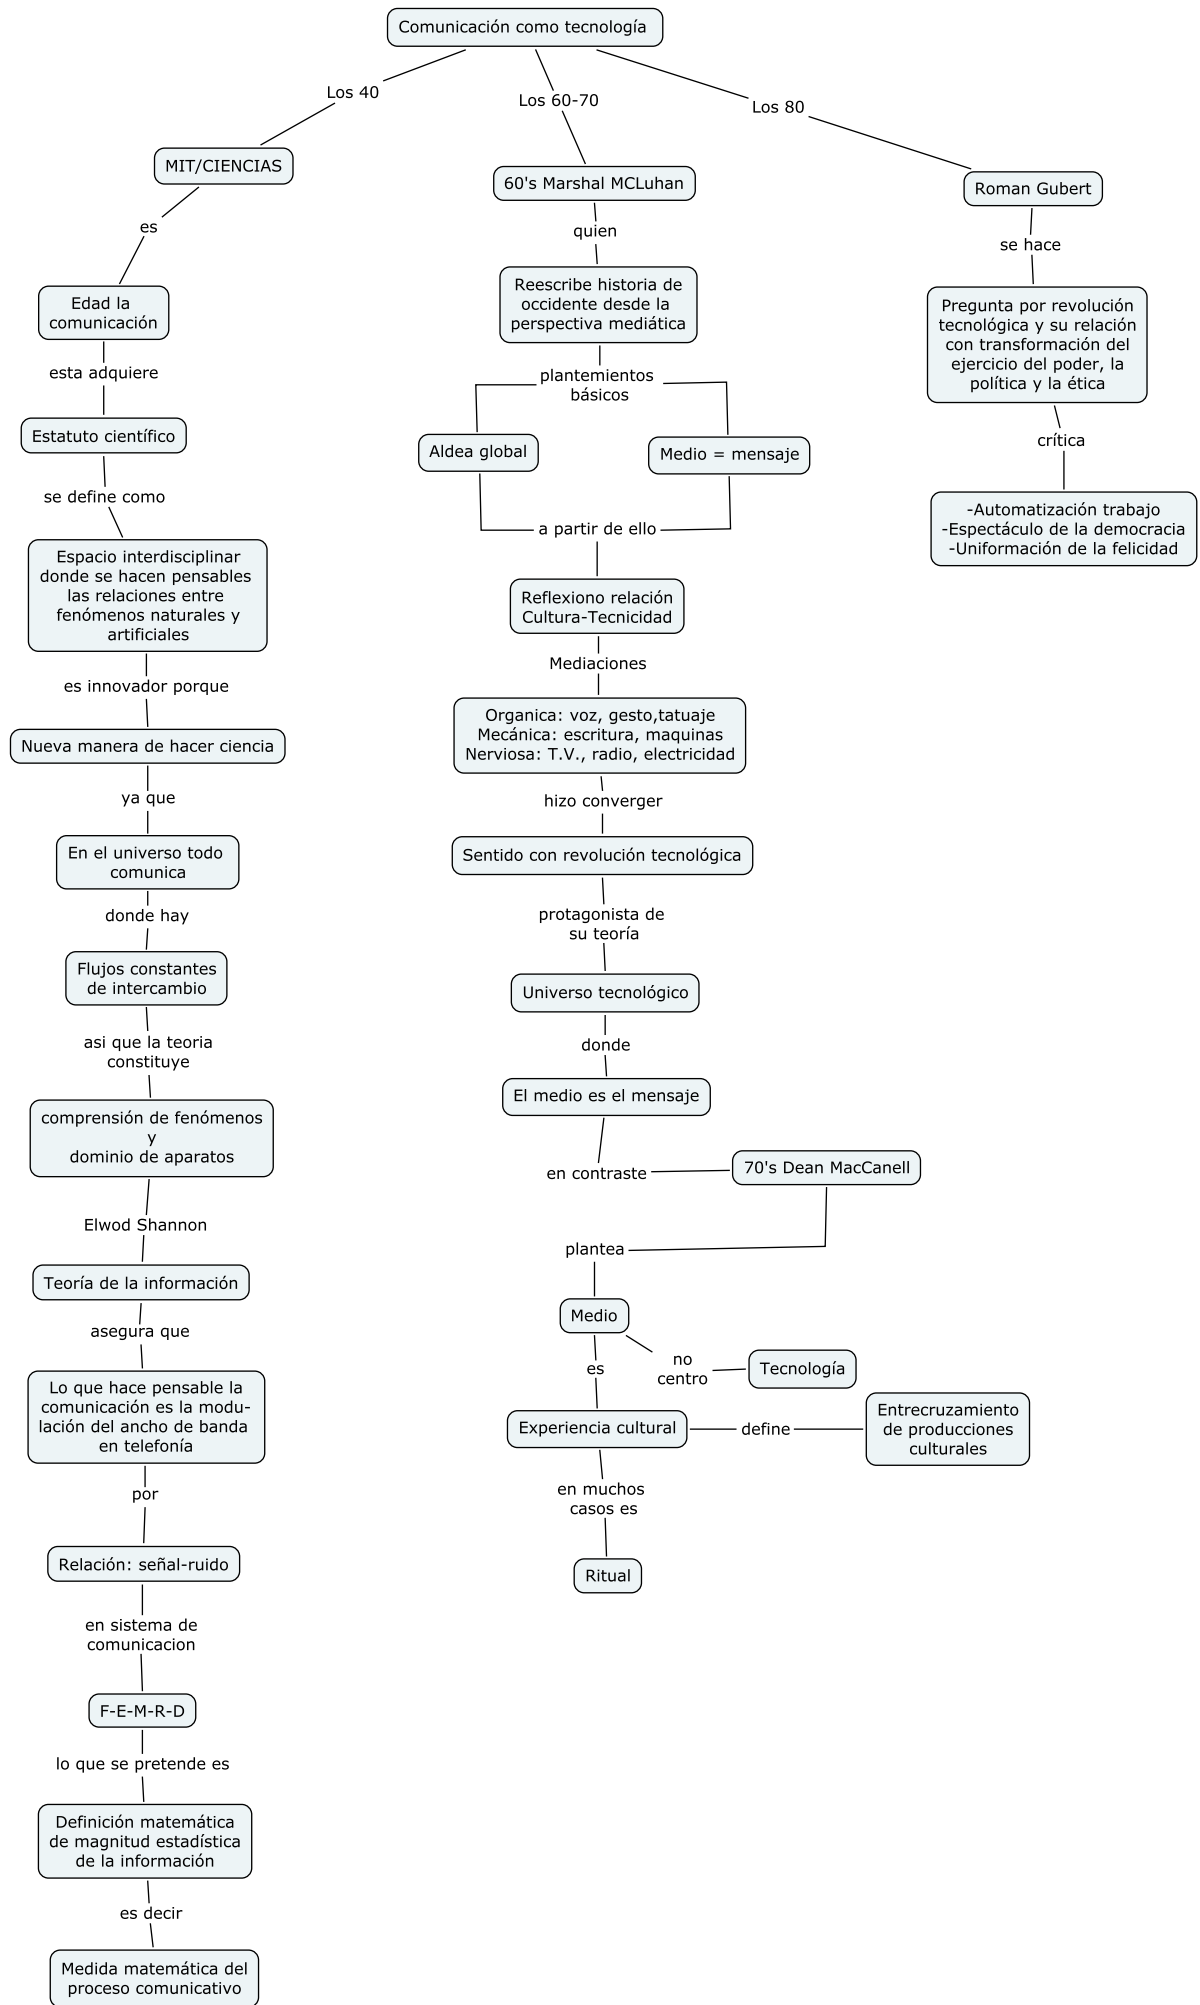 Comunicación como tecnología
Los 40
MIT/CIENCIAS
es
Edad la
comunicación
esta adquiere
Estatuto científico
se define como
Espacio interdisciplinar
donde se hacen pensables
las relaciones entre
fenómenos naturales y
artificiales
es innovador porque
Nueva manera de hacer ciencia
ya que
En el universo todo
comunica
donde hay
Flujos constantes
de intercambio
asi que la teoria
constituye
comprensión de fenómenos
y
dominio de aparatos
Elwod Shannon
Teoría de la información
asegura que
Lo que hace pensable la
comunicación es la modu-
lación del ancho de banda
en telefonía
por
Relación: señal-ruido
en sistema de
comunicacion
F-E-M-R-D
lo que se pretende es
Definición matemática
de magnitud estadística
de la información
es decir
Medida matemática del
proceso comunicativo
Los 60-70
60's Marshal MCLuhan
quien
Reescribe historia de
occidente desde la
perspectiva mediática
plantemientos
básicos
Aldea global
Medio = mensaje
a partir de ello
Reflexiono relación
Cultura-Tecnicidad
Mediaciones
Organica: voz, gesto,tatuaje
Mecánica: escritura, maquinas
Nerviosa: T.V., radio, electricidad
hizo converger
Sentido con revolución tecnológica
protagonista de
su teoría
Universo tecnológico
donde
El medio es el mensaje
en contraste
70's Dean MacCanell
plantea
Medio
no
centro
Tecnología
es
Experiencia cultural
define
Entrecruzamiento
de producciones
culturales
en muchos
casos es
Ritual
Los 80
Roman Gubert
se hace
Pregunta por revolución
tecnológica y su relación
con transformación del
ejercicio del poder, la
política y la ética
crítica
-Automatización trabajo
-Espectáculo de la democracia
-Uniformación de la felicidad